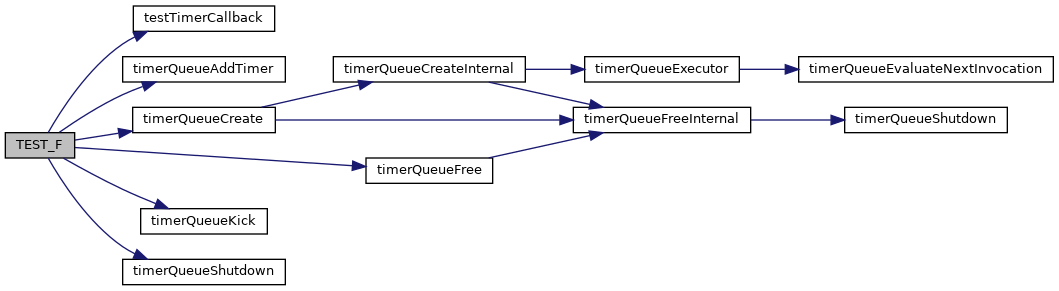 testTimerCallback
timerQueueAddTimer
timerQueueCreateInternal
timerQueueExecutor
timerQueueEvaluateNextInvocation
timerQueueCreate
timerQueueFreeInternal
timerQueueShutdown
TEST_F
timerQueueFree
timerQueueKick
timerQueueShutdown